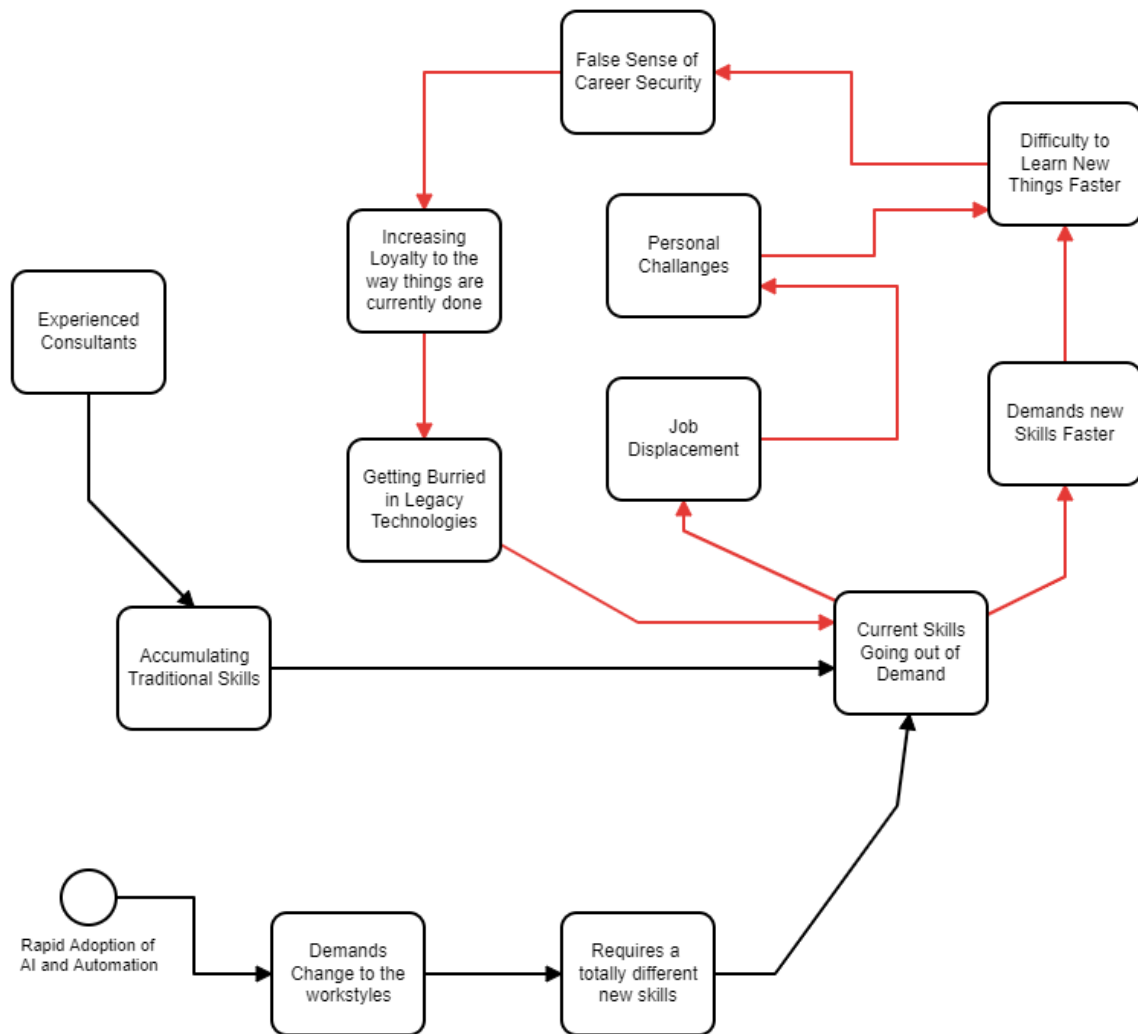 False Sense of
Career Security
Difficulty to
Learn New
Things Faster
Increasing
Loyalty to the
way things are
currently done
Personal
Challanges
Experienced
Consultants
Job
Displacement
Demands new
Skills Faster
Getting Burried
in Legacy
Technologies
Accumulating
Traditional Skills
Current Skills
Going out of
Demand
Rapid Adoption of
AI and Automation
Demands
Change to the
workstyles
Requires a
totally different
new skills